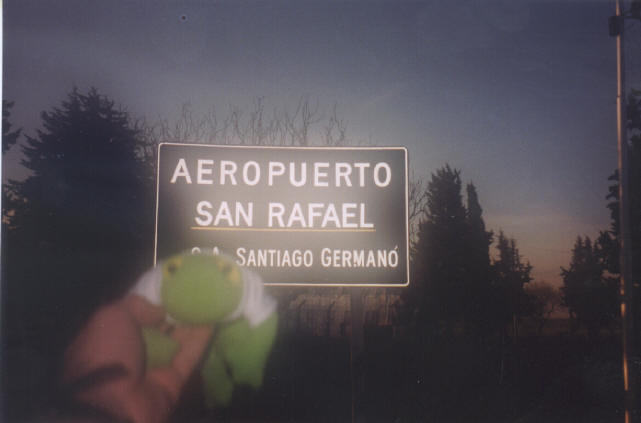 AEROPUERTO
SAN RAFAEL
S.A. SANTIAGO GERMANÓ